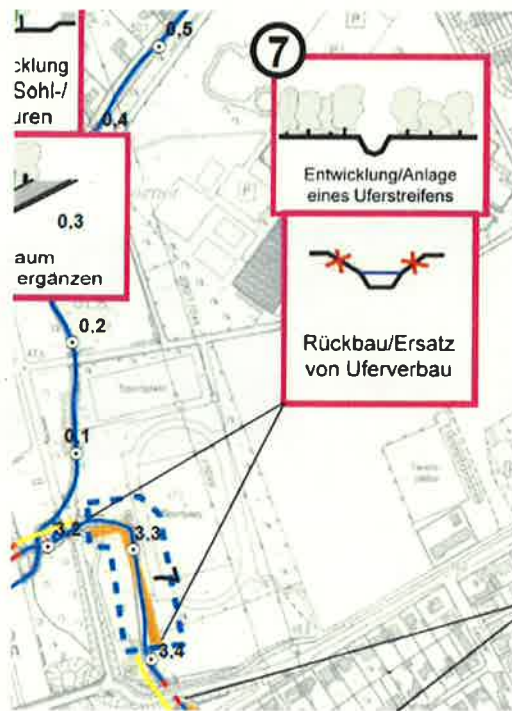 0,5
7
cklung
Sohl-/
uren
0,4
Entwicklung/Anlage
eines Uferstreifens
0,3
aum
ergänzen
Rückbau/Ersatz
von Uferverbau
0,2
0,1
3.2
3.3
3,4